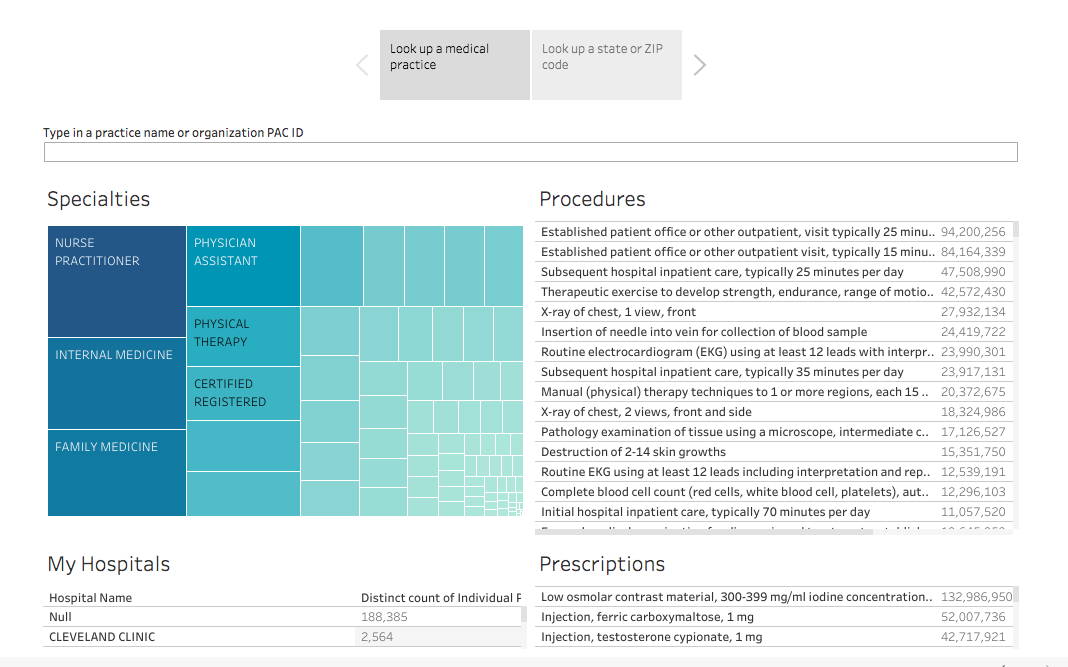 Look up a medical
practice
Look up a state or ZIP
code
Type in a practice name or organization PAC ID
Specialties
NURSE
PRACTITIONER
INTERNAL MEDICINE
FAMILY MEDICINE
PHYSICIAN
ASSISTANT
PHYSICAL
THERAPY
CERTIFIED
REGISTERED
Procedures
Established patient office or other outpatient, visit typically 25 minu.. 94,200,256
Established patient office or other outpatient visit, typically 15 minu.. 84,164,339
Subsequent hospital inpatient care, typically 25 minutes per day 47,508,990
Therapeutic exercise to develop strength, endurance, range of motio.. 42,572,430
X-ray of chest, 1 view, front 27,932,134
Insertion of needle into vein for collection of blood sample 24,419,722
Routine electrocardiogram (EKG) using at least 12 leads with interpr.. 23,990,301
Subsequent hospital inpatient care, typically 35 minutes per day 23,917,131
Manual (physical) therapy techniques to 1 or more regions, each 15 .. 20,372,675
X-ray of chest, 2 views, front and side 18,324,986
Pathology examination of tissue using a microscope, intermediate c.. 17,126,527
Destruction of 2-14 skin growths 15,351,750
Routine EKG using at least 12 leads including interpretation and rep.. 12,539,191
Complete blood cell count (red cells, white blood cell, platelets), aut.. 12,296,103
Initial hospital inpatient care, typically 70 minutes per day 11,057,520
My Hospitals
Hospital Name Distinct count of Individual P
Null 188,385
CLEVELAND CLINIC 2,564
Prescriptions
Low osmolar contrast material, 300-399 mg/ml iodine concentration.. 132,986,950
Injection, ferric carboxymaltose, 1 mg 52,007,736
Injection, testosterone cypionate, 1 mg 42,717,921